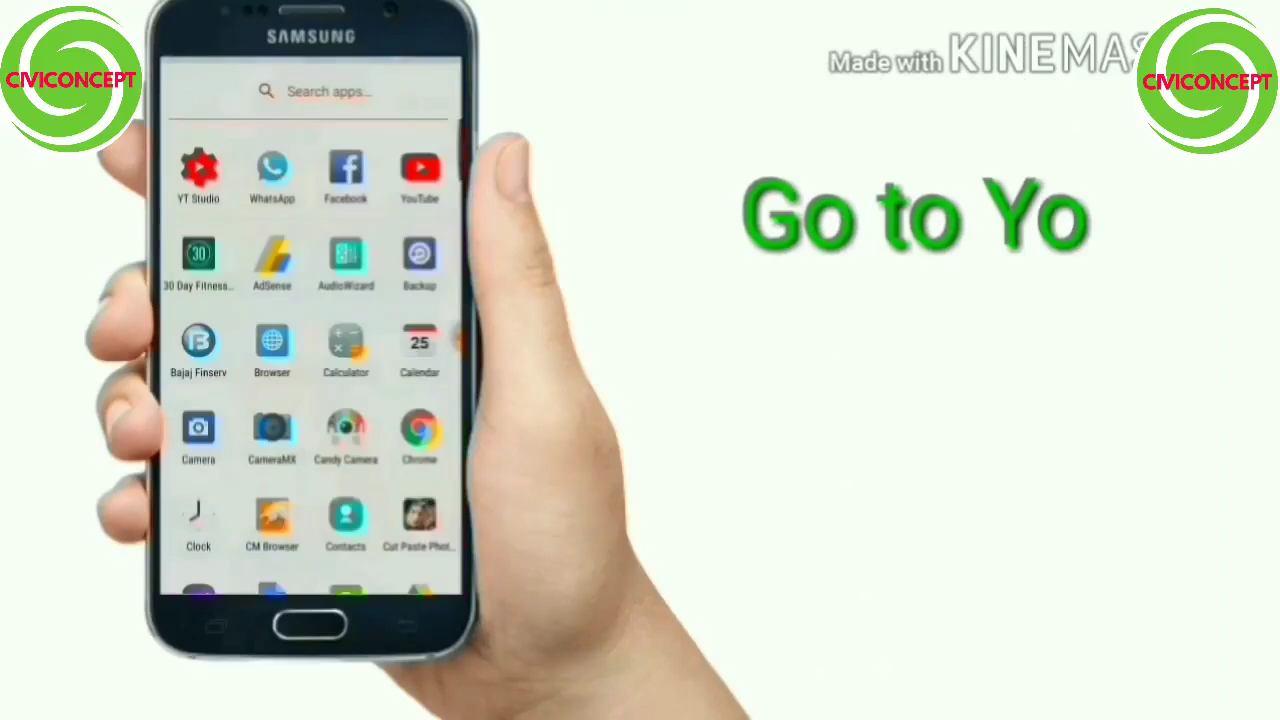 CIVICONCEPT
SAMSUNG
Made with KINEMAS
CIVICONCEPT
Go to Yo
Search apps...
YT Studio
WhatsApp
Facebook
YouTube
30
30 Day Fitness...
AdSense
AudioWizard
Backup
25
Bajaj Finserv
Browser
Calculator
Calendar
Camera
CameraMX
Candy Camera
Chrome
Clock
CM Browser
Contacts
Cut Paste Phot...